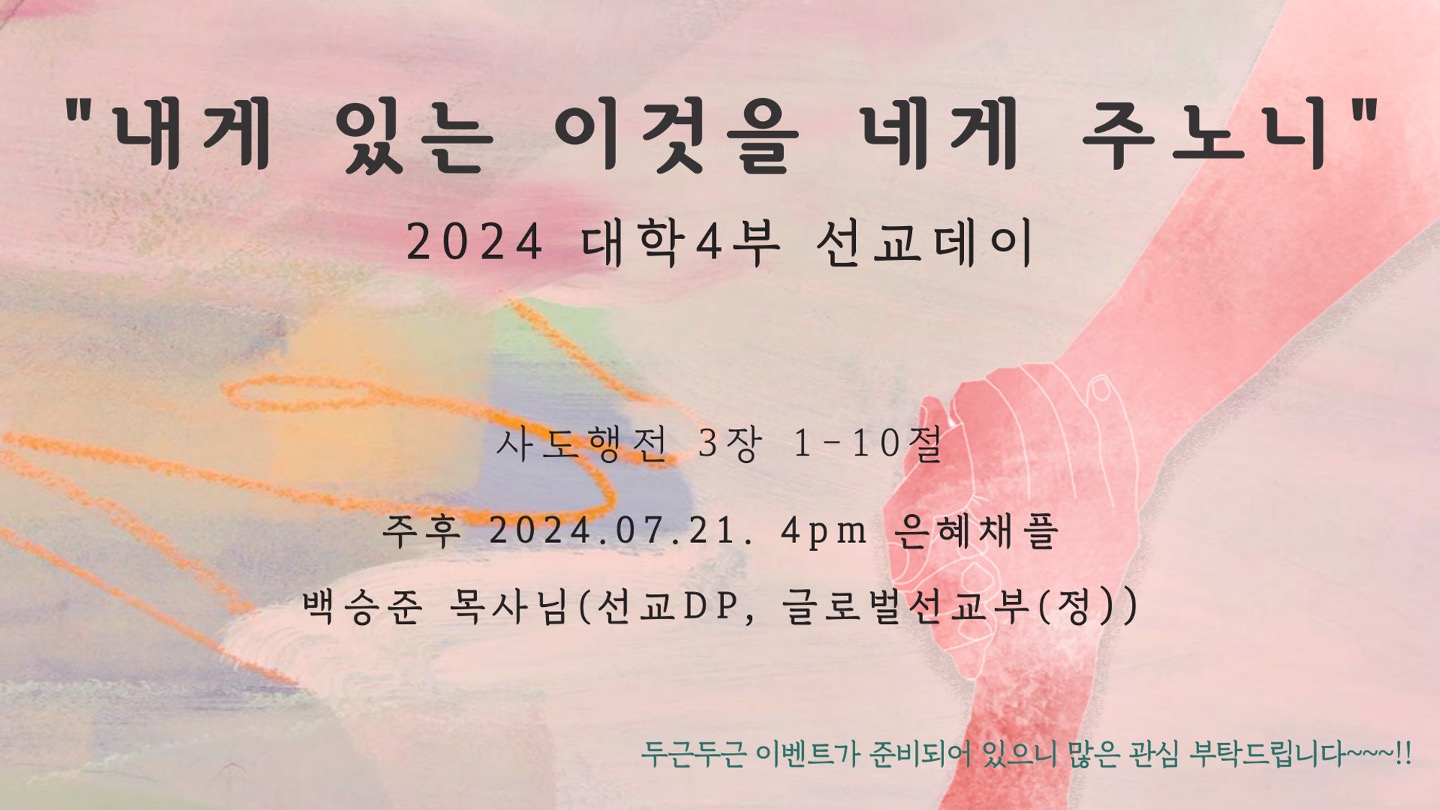 "내게 있는 이것을 네게 주노니"
2024 대학4부 선교데이
사도행전 3장 1-10절
주후 2024.07.21. 4pm 은혜채플
백승준 목사님(선교DP, 글로벌선교부(정))
두근두근 이벤트가 준비되어 있으니 많은 관심 부탁드립니다~~~!!